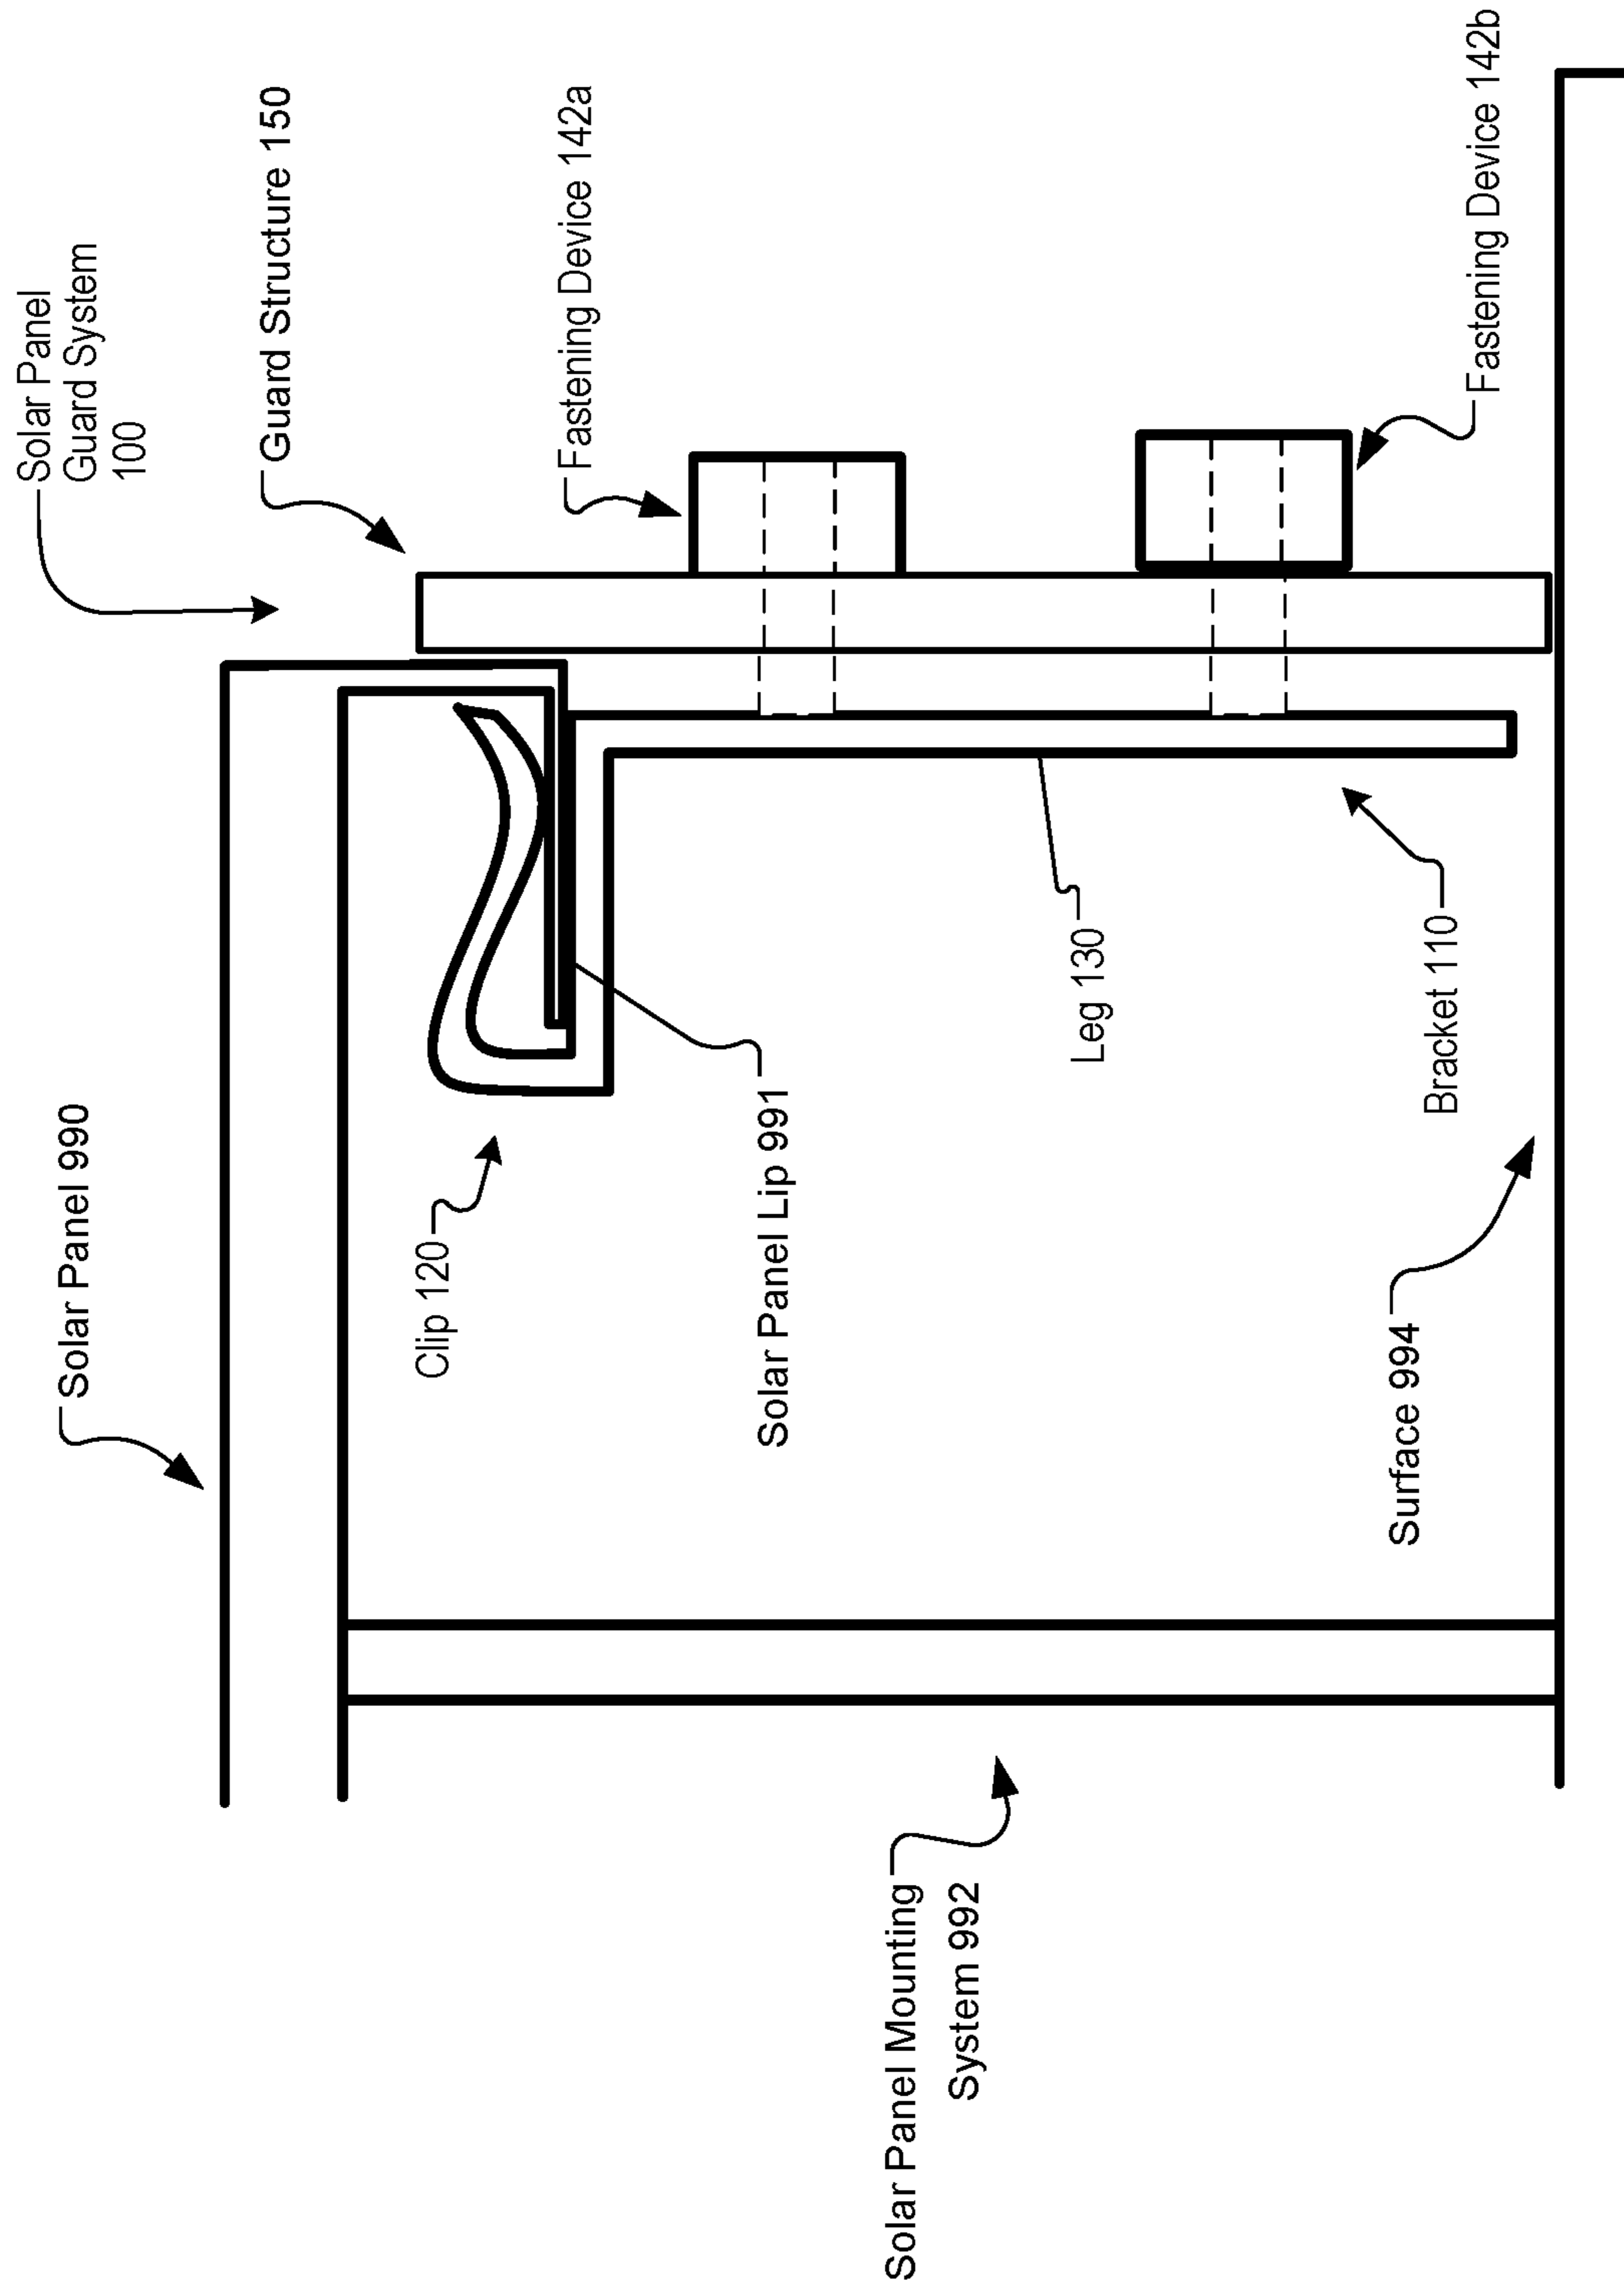 Solar Panel
Guard System
100
Guard Structure 150
Fastening Device 142a
Fastening Device 142b
Solar Panel 990
Clip 120
Solar Panel Lip 991
Leg 130
Bracket 110
Surface 994
Solar Panel Mounting
System 992